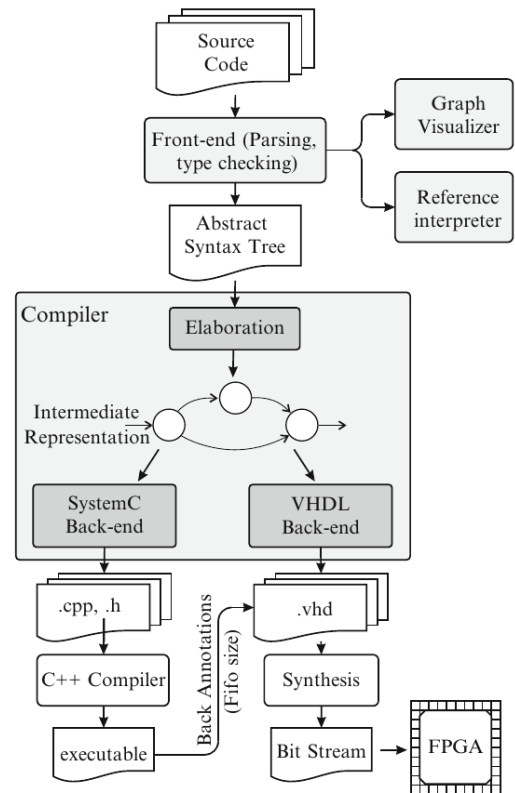 Source
Code
Front-end (Parsing,
type checking)
Graph
Visualizer
Reference
interpreter
Abstract
Syntax Tree
Compiler
Elaboration
Intermediate
Representation
SystemC
Back-end
VHDL
Back-end
.cpp, .h
Back Annotations
(Fifo size)
.vhd
C++ Compiler
Synthesis
executable
Bit Stream
FPGA